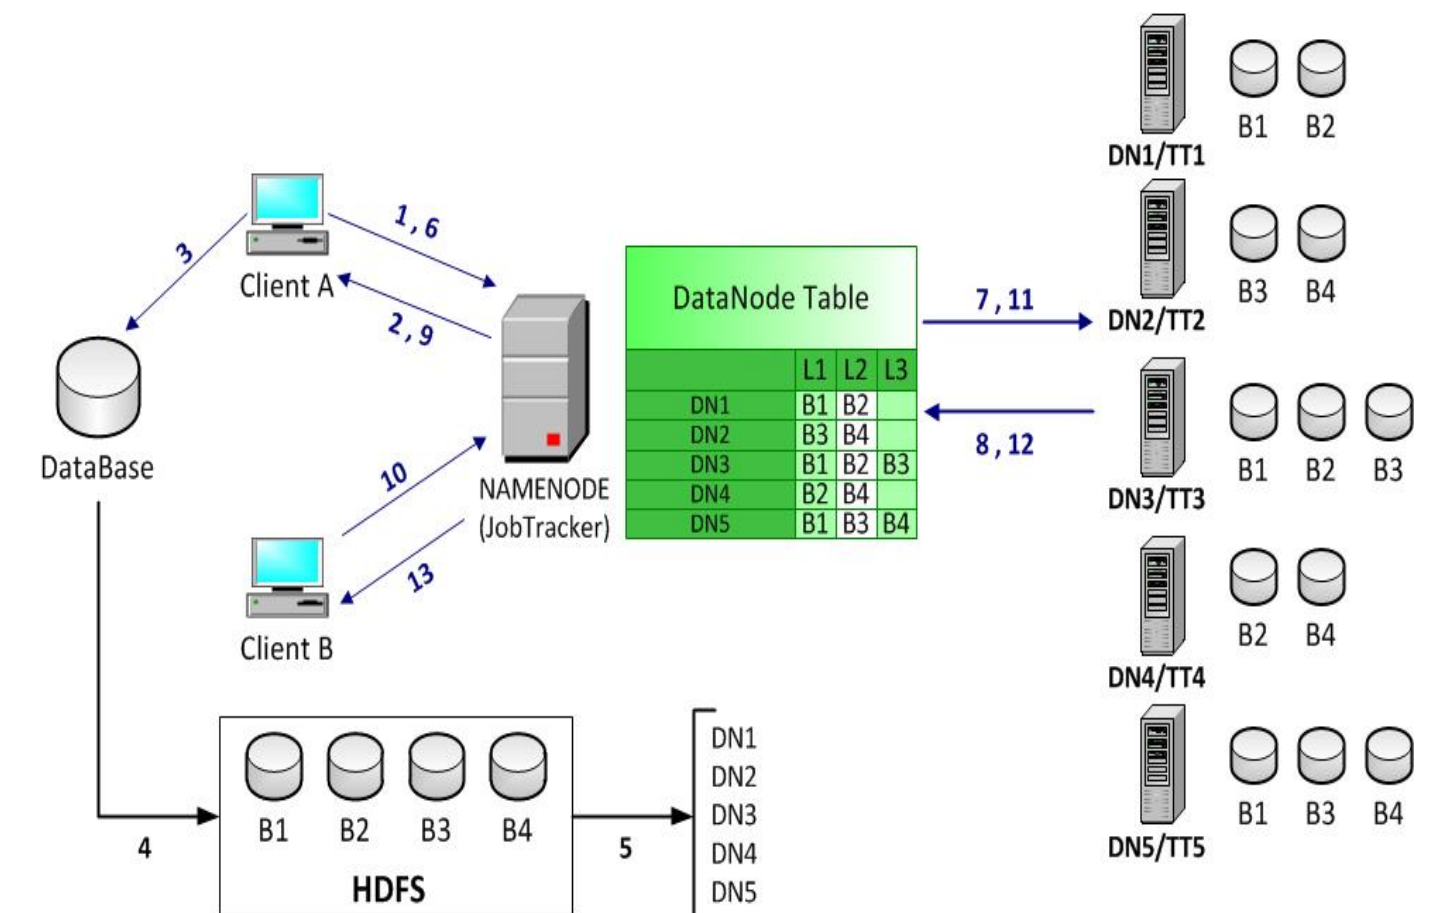 B1 B2
DN1/TT1
1 , 6
3
Client A
2 , 9
B3 B4
DN2/TT2
DataNode Table
7 , 11
L1 L2 L3
DN1 B1 B2
DN2 B3 B4
DN3 B1 B2 B3
DN4 B2 B4
DN5 B1 B3 B4
8 , 12
B1 B2 B3
DN3/TT3
DataBase
10
NAMENODE
(JobTracker)
13
Client B
B2 B4
DN4/TT4
4
B1 B2 B3 B4
HDFS
5
DN1
DN2
DN3
DN4
DN5
B1 B3 B4
DN5/TT5